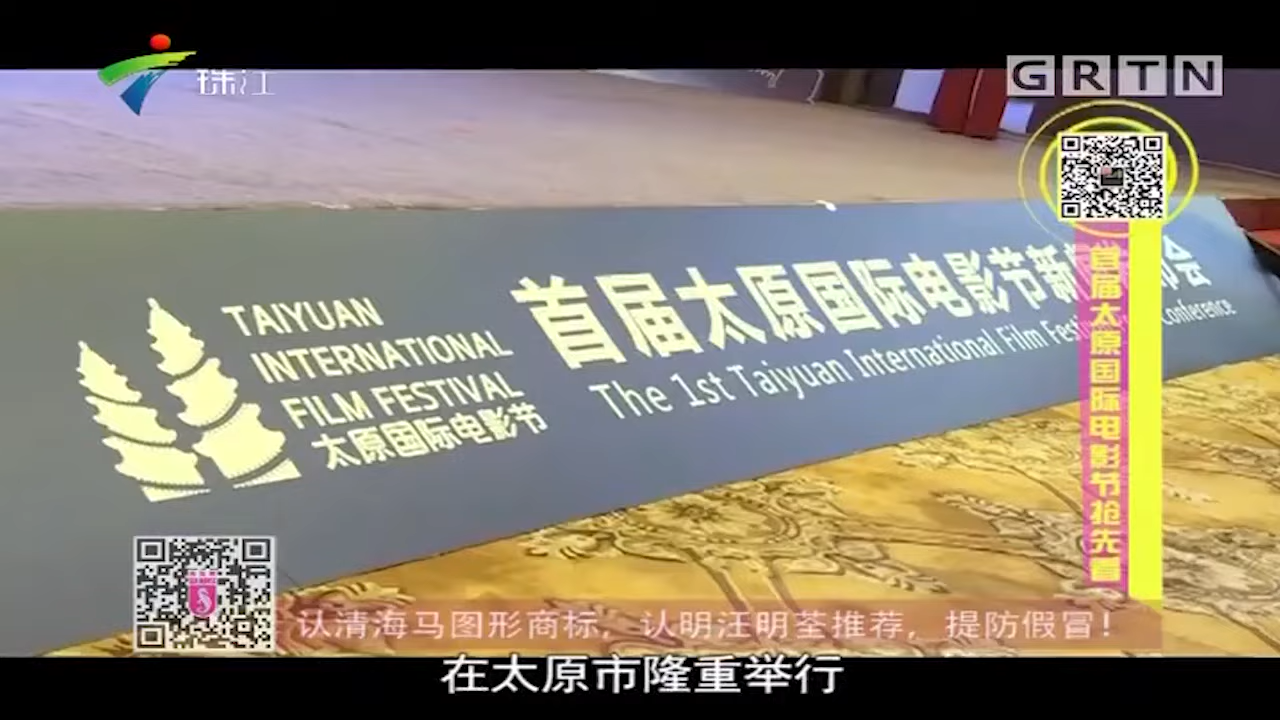 珠江
GRTN
TAIYUAN
INTERNATIONAL
FILM FESTIVAL
太原国际电影节
首届太原国际电影节新 会
The 1st Taiyuan International Film Conference
首届太原国际电影节抢先看
认清海马图形商标，认明汪明荃推荐，提防假冒！
在太原市隆重举行